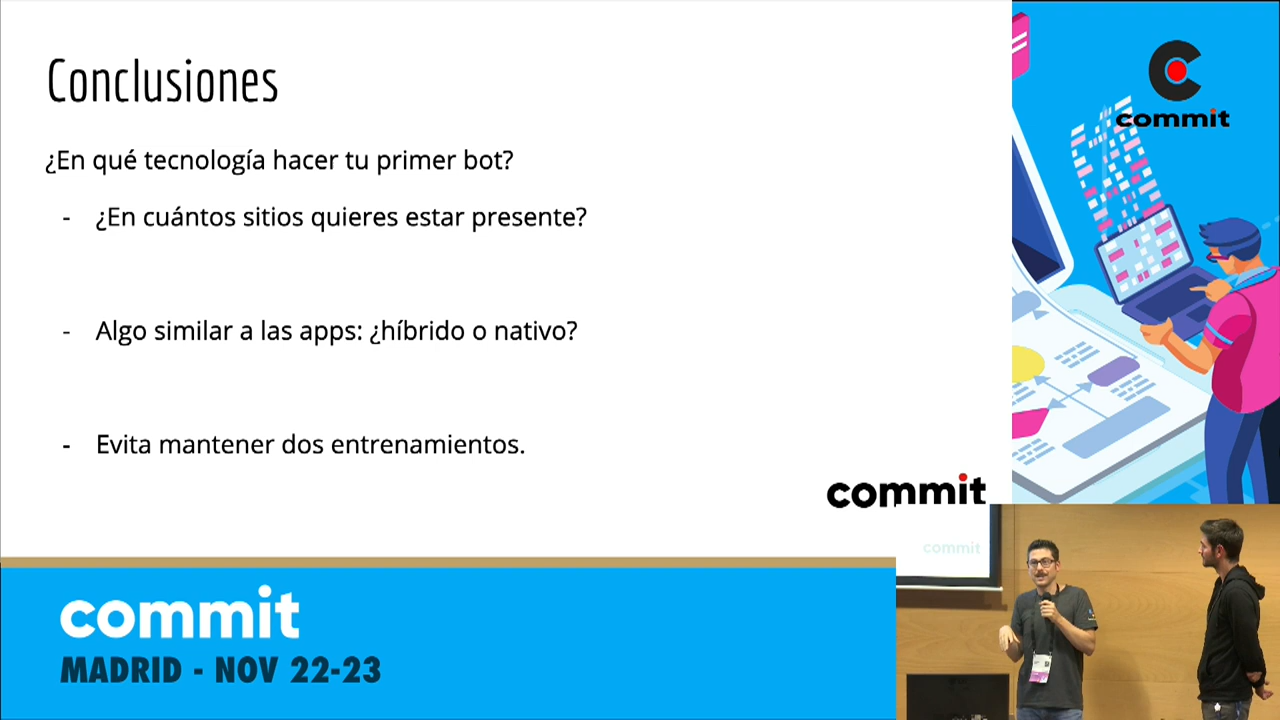 Conclusiones
¿En qué tecnología hacer tu primer bot?
- ¿En cuántos sitios quieres estar presente?
- Algo similar a las apps: ¿híbrido o nativo?
- Evita mantener dos entrenamientos.
commit
commit
commit
commit
MADRID - NOV 22-23